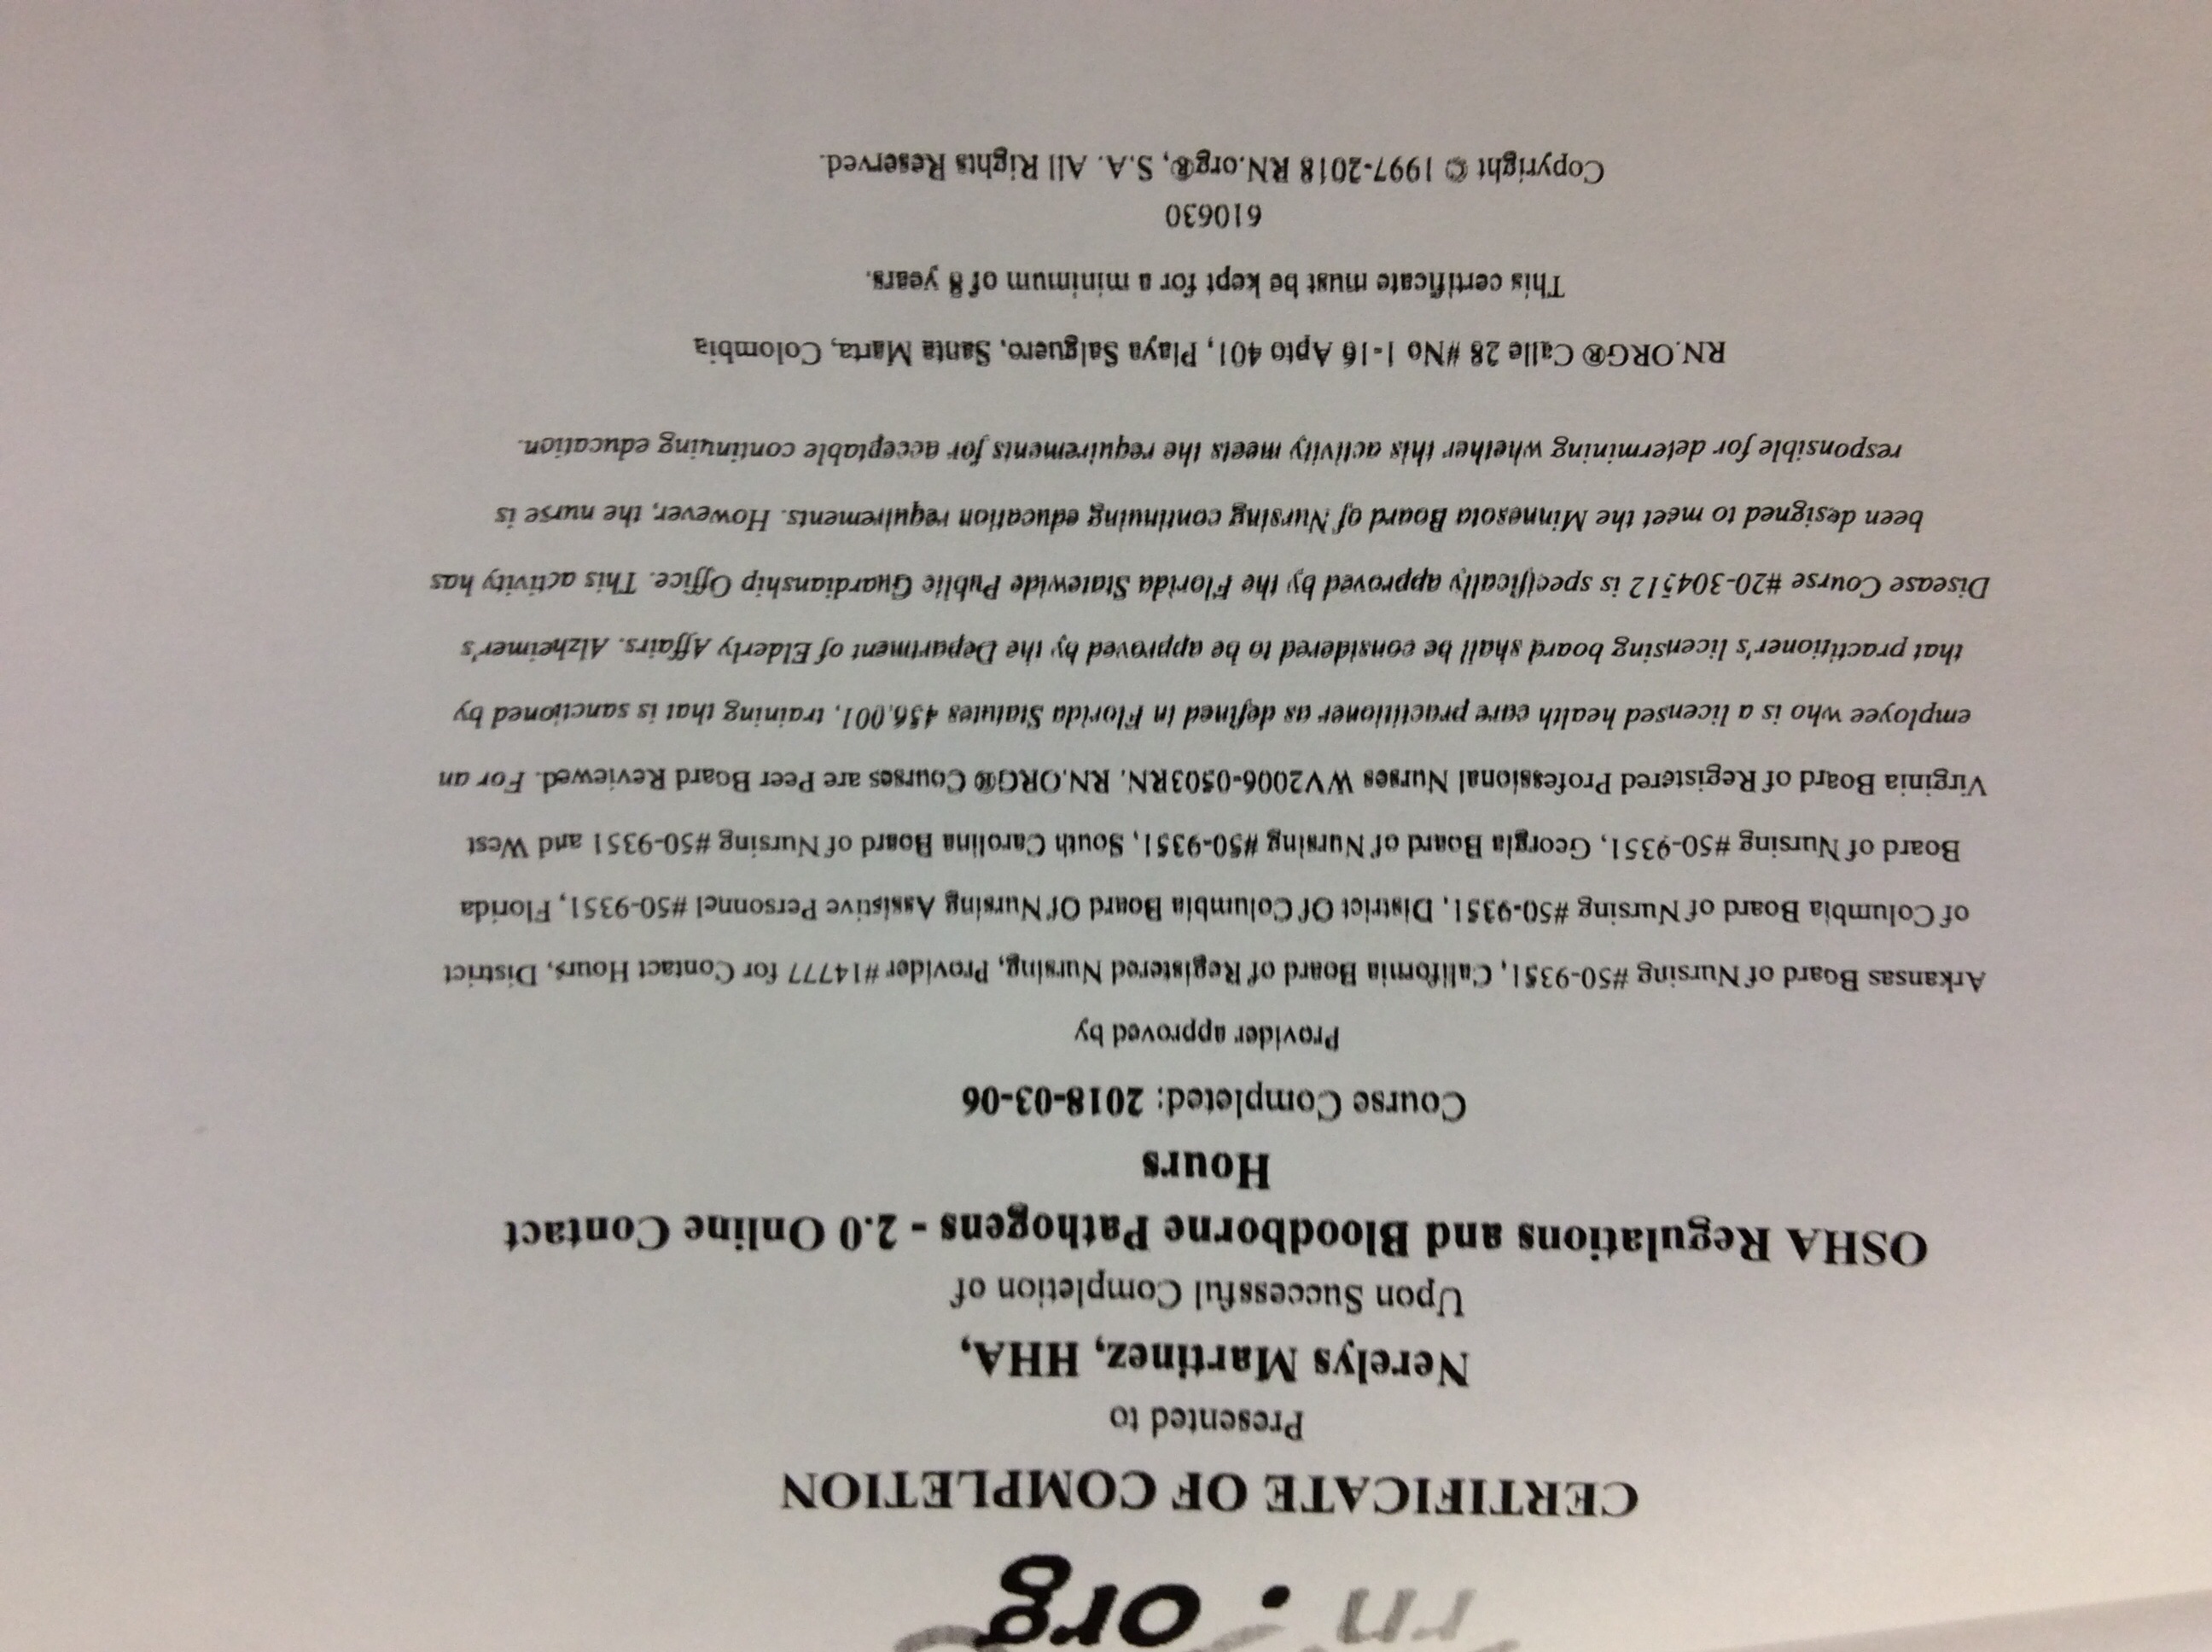 rn.org
CERTIFICATE OF COMPLETION
Presented to
Nerelys Martinez, HHA,
Upon Successful Completion of
OSHA Regulations and Bloodborne Pathogens - 2.0 Online Contact
Hours
Course Completed: 2018-03-06
Provider approved by
Arkansas Board of Nursing #50-9351, California Board of Registered Nursing, Provider #14777 for Contact Hours, District
of Columbia Board of Nursing #50-9351, District Of Columbia Board Of Nursing Assistive Personnel #50-9351, Florida
Board of Nursing #50-9351, Georgia Board of Nursing #50-9351, South Carolina Board of Nursing #50-9351 and West
Virginia Board of Registered Professional Nurses WV2006-0503RN. RN.ORG® Courses are Peer Board Reviewed. For an
employee who is a licensed health care practitioner as defined in Florida Statutes 456.001, training that is sanctioned by
that practitioner's licensing board shall be considered to be approved by the Department of Elderly Affairs. Alzheimer's
Disease Course #20-304512 is specifically approved by the Florida Statewide Public Guardianship Office. This activity has
been designed to meet the Minnesota Board of Nursing continuing education requirements. However, the nurse is
responsible for determining whether this activity meets the requirements for acceptable continuing education.
RN.ORG® Calle 28 #No 1-16 Apto 401, Playa Salguero, Santa Marta, Colombia
This certificate must be kept for a minimum of 8 years.
610630
Copyright © 1997-2018 RN.org®, S.A. All Rights Reserved.